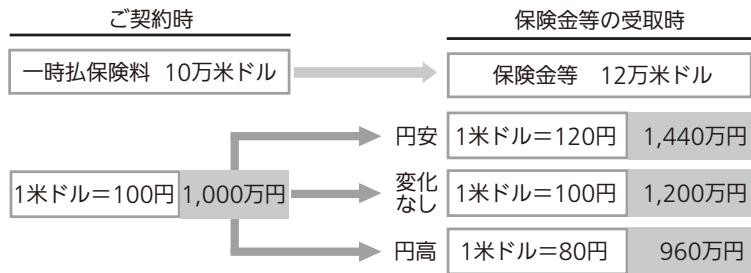 ご契約時
保険金等の受取時
一時払保険料 10万米ドル
保険金等 12万米ドル
円安 1米ドル＝120円 1,440万円
1米ドル＝100円 1,000万円
変化なし 1米ドル＝100円 1,200万円
円高 1米ドル＝80円 960万円